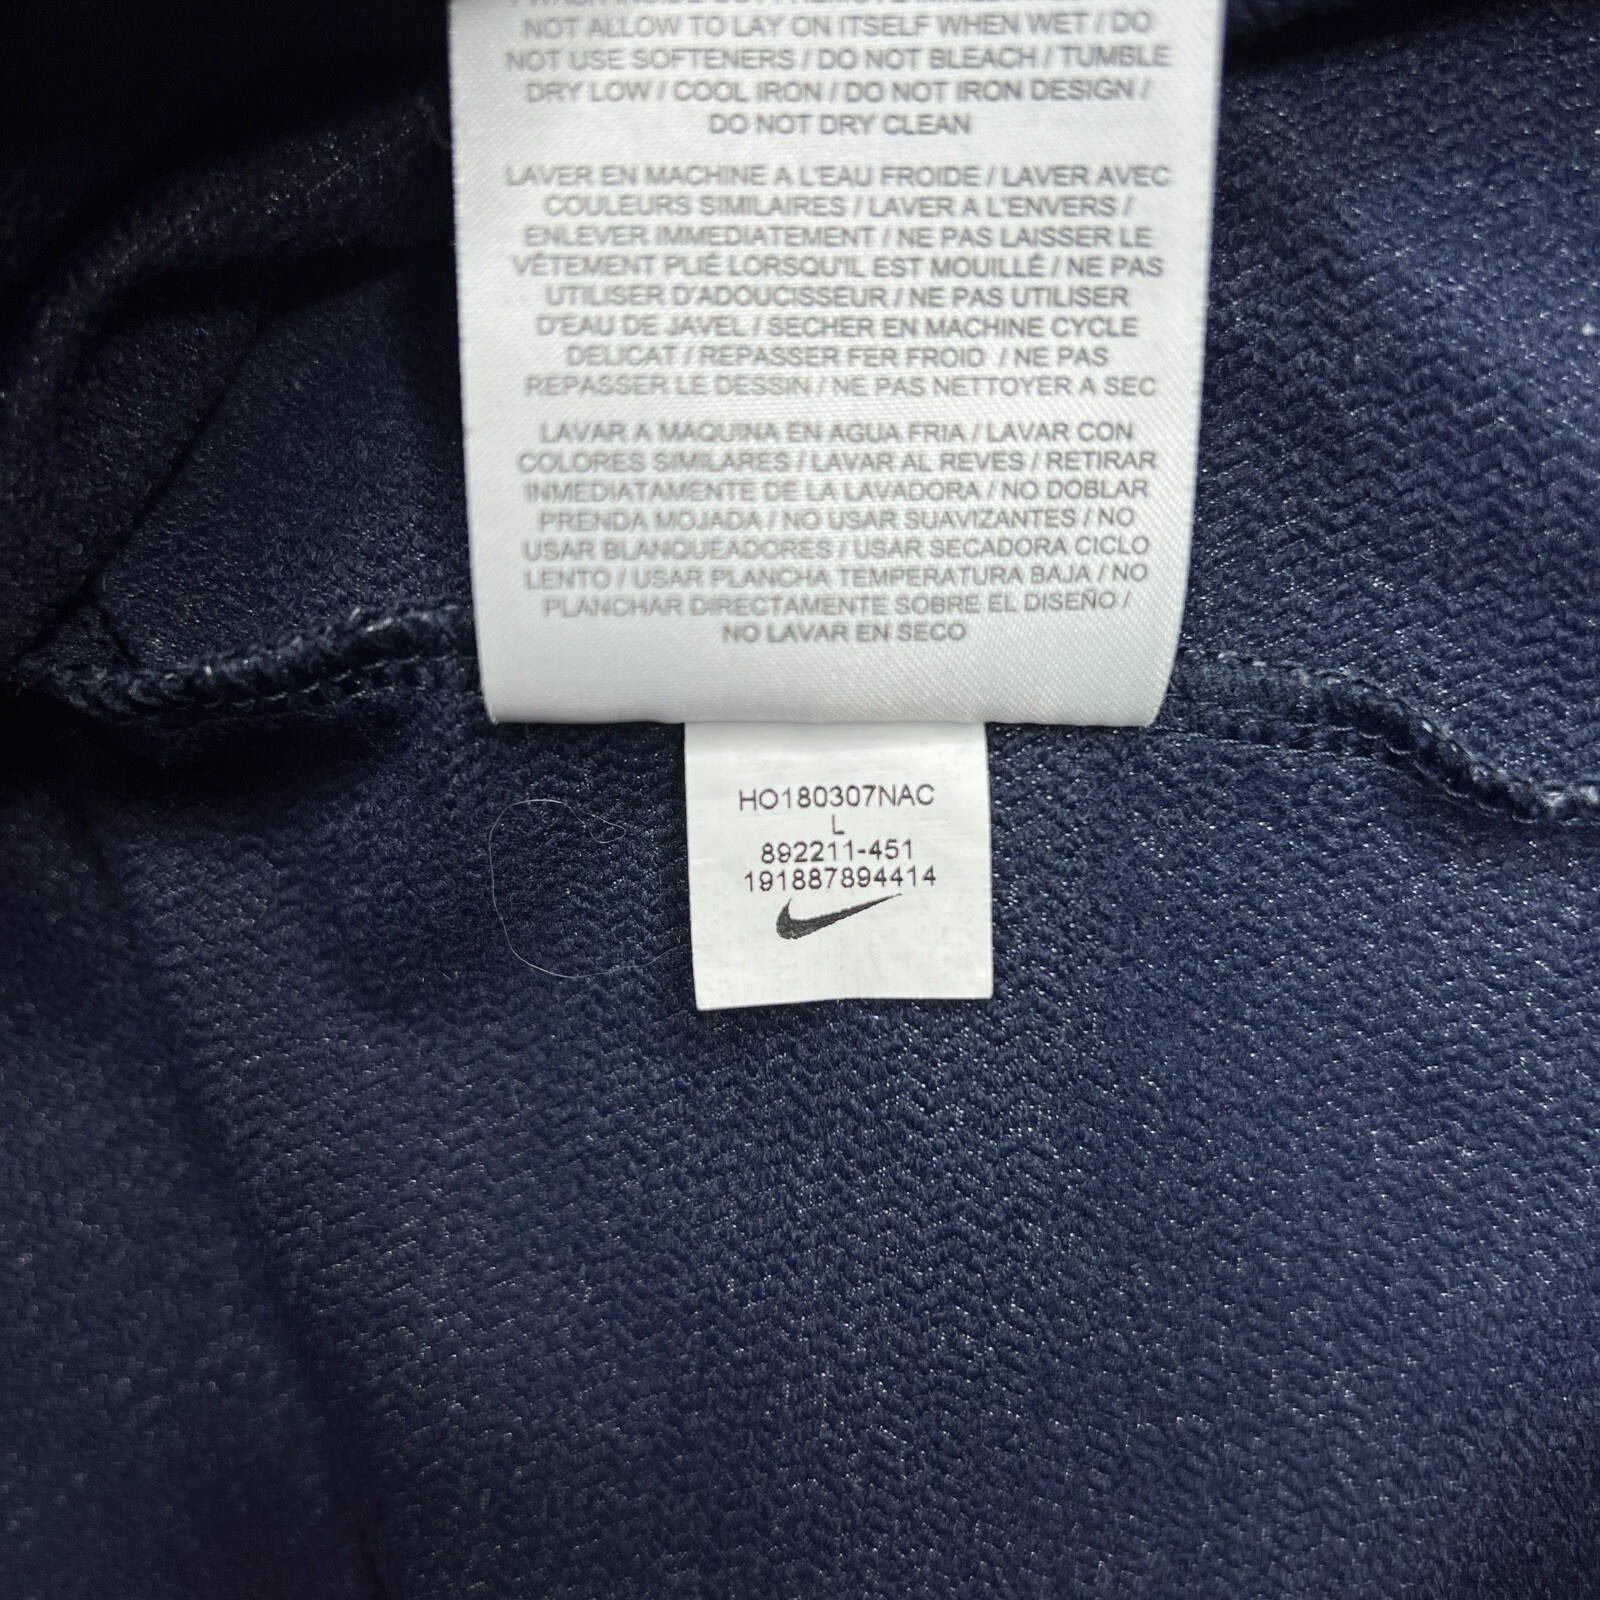 NOT ALLOW TO LAY ON ITSELF WHEN WET / DO
NOT USE SOFTENERS / DO NOT BLEACH / TUMBLE
DRY LOW / COOL IRON / DO NOT IRON DESIGN /
DO NOT DRY CLEAN
LAVER EN MACHINE A L'EAU FROIDE / LAVER AVEC
COULEURS SIMILAIRES / LAVER A L'ENVERS /
ENLEVER IMMEDIATEMENT / NE PAS LAISSER LE
VÊTEMENT PLIÉ LORSQU'IL EST MOUILLÉ / NE PAS
UTILISER D'ADOUCISSEUR / NE PAS UTILISER
D'EAU DE JAVEL / SECHER EN MACHINE CYCLE
DELICAT / REPASSER FER FROID / NE PAS
REPASSER LE DESSIN / NE PAS NETTOYER A SEC
LAVAR A MAQUINA EN AGUA FRIA / LAVAR CON
COLORES SIMILARES / LAVAR AL REVES / RETIRAR
INMEDIATAMENTE DE LA LAVADORA / NO DOBLAR
PRENDA MOJADA / NO USAR SUAVIZANTES / NO
USAR BLANQUEADORES / USAR SECADORA CICLO
LENTO / USAR PLANCHA TEMPERATURA BAJA / NO
PLANCHAR DIRECTAMENTE SOBRE EL DISEÑO /
NO LAVAR EN SECO
HO180307NAC
L
892211-451
191887894414